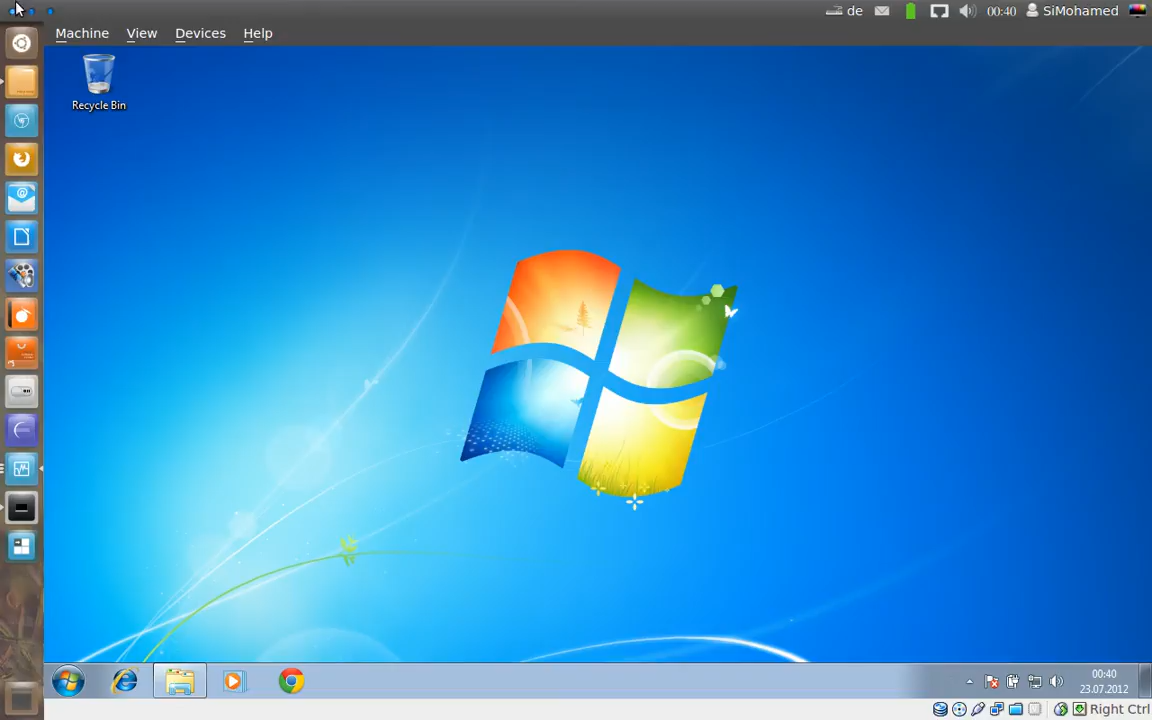 de 00:40 SiMohamed
Machine View Devices Help
Recycle Bin
00:40
23.07.2012
Right Ctrl